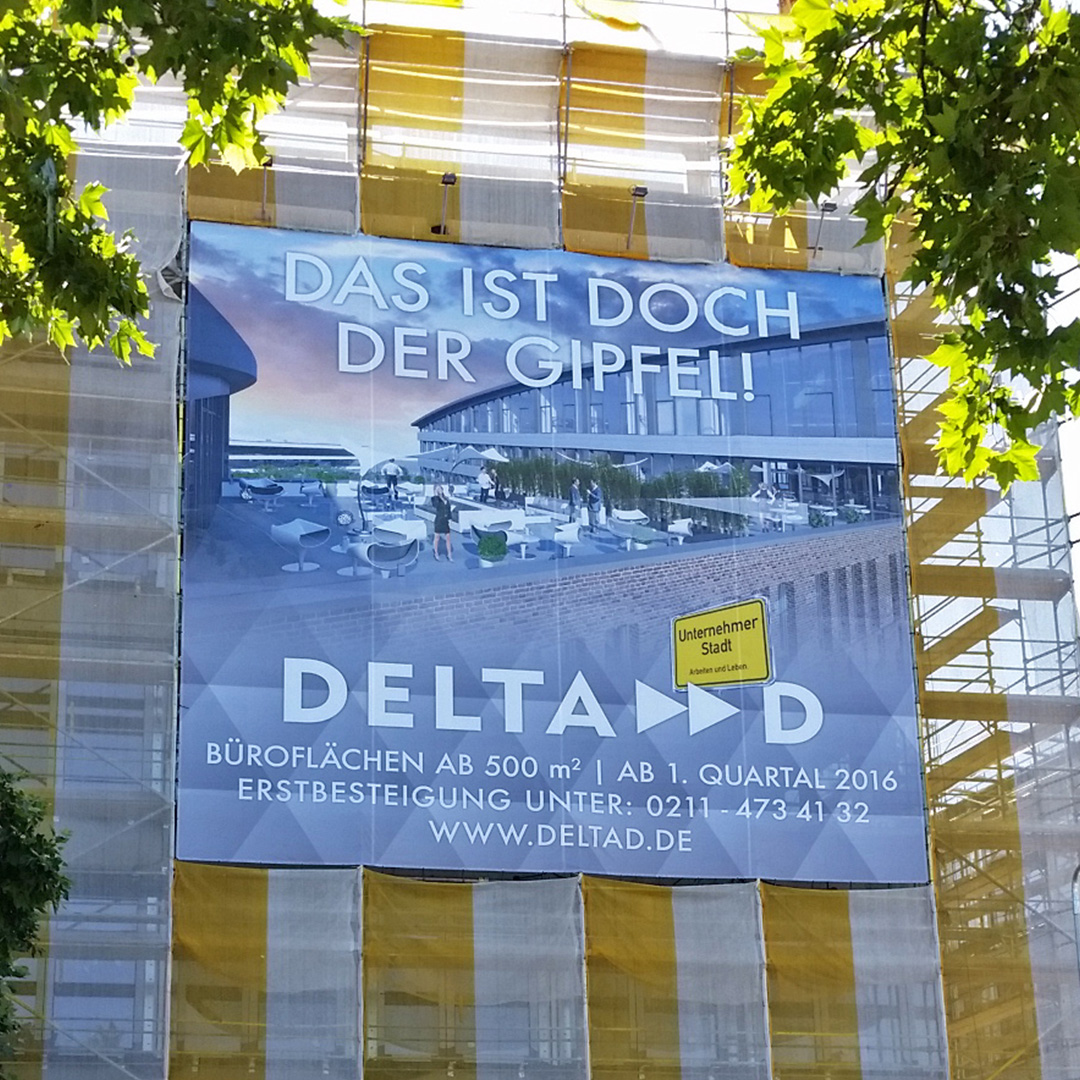 DAS IST DOCH
DER GIPFEL!
Unternehmer
Stadt
Arbeiten und Leben
DELTA D
BÜROFLÄCHEN AB 500 m² | AB 1. QUARTAL 2016
ERSTBESTEIGUNG UNTER: 0211 - 473 41 32
WWW.DELTAD.DE